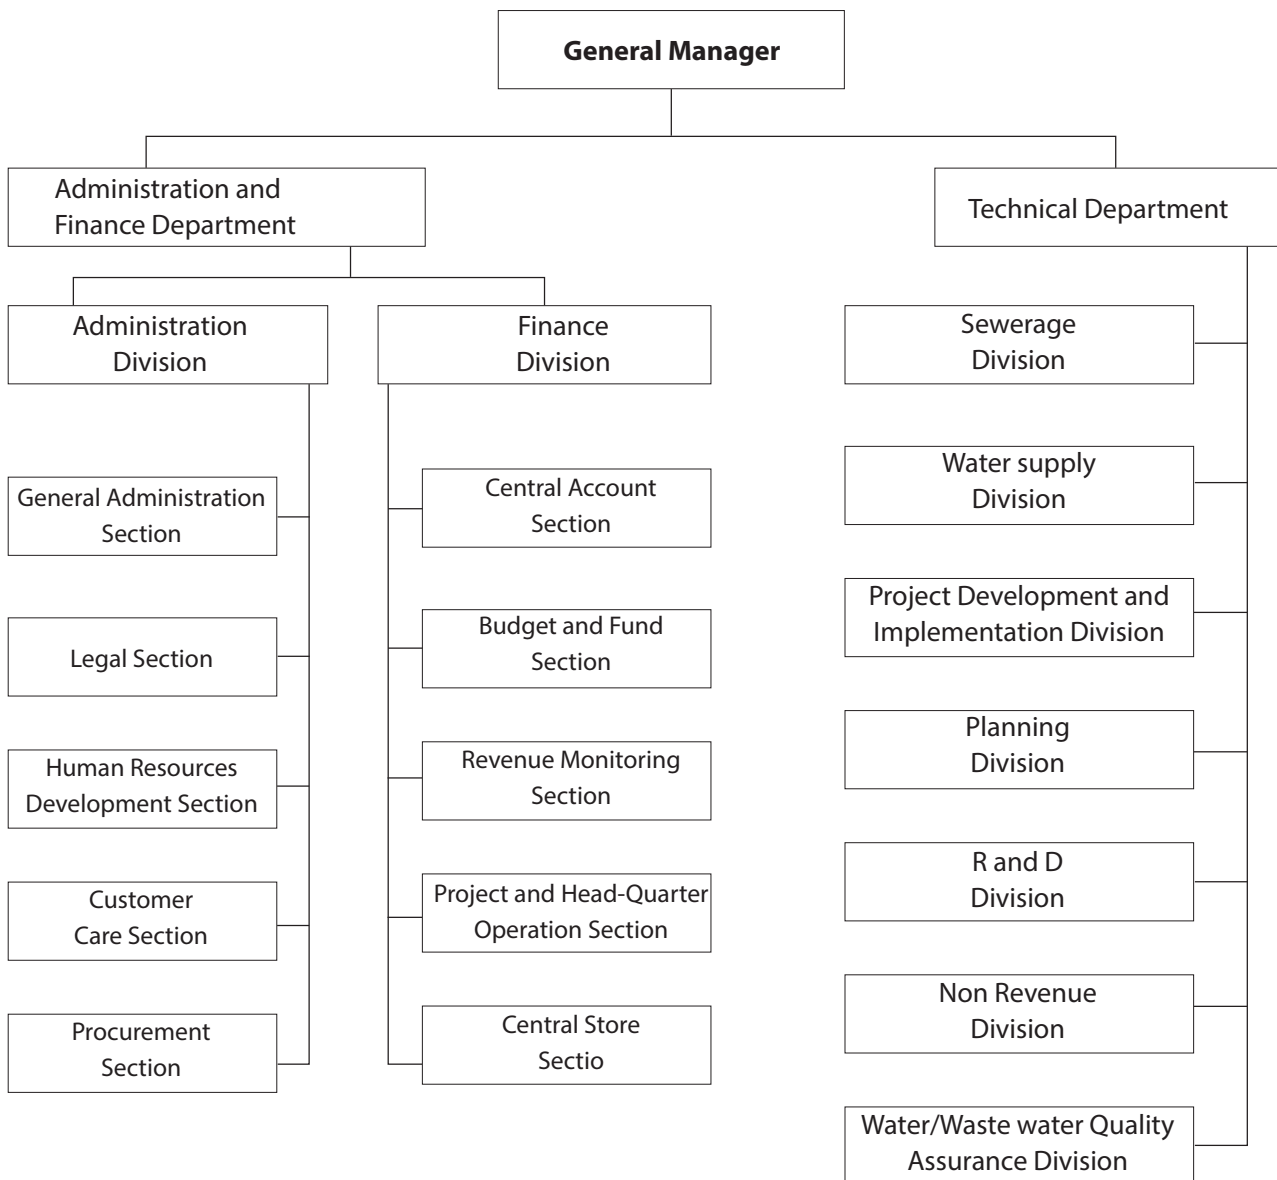 General Manager
Administration and
Finance Department
Technical Department
Administration
Division
Finance
Division
Sewerage
Division
General Administration
Section
Central Account
Section
Water supply
Division
Legal Section
Budget and Fund
Section
Project Development and
Implementation Division
Human Resources
Development Section
Revenue Monitoring
Section
Planning
Division
Customer
Care Section
Project and Head-Quarter
Operation Section
R and D
Division
Procurement
Section
Central Store
Sectio
Non Revenue
Division
Water/Waste water Quality
Assurance Division